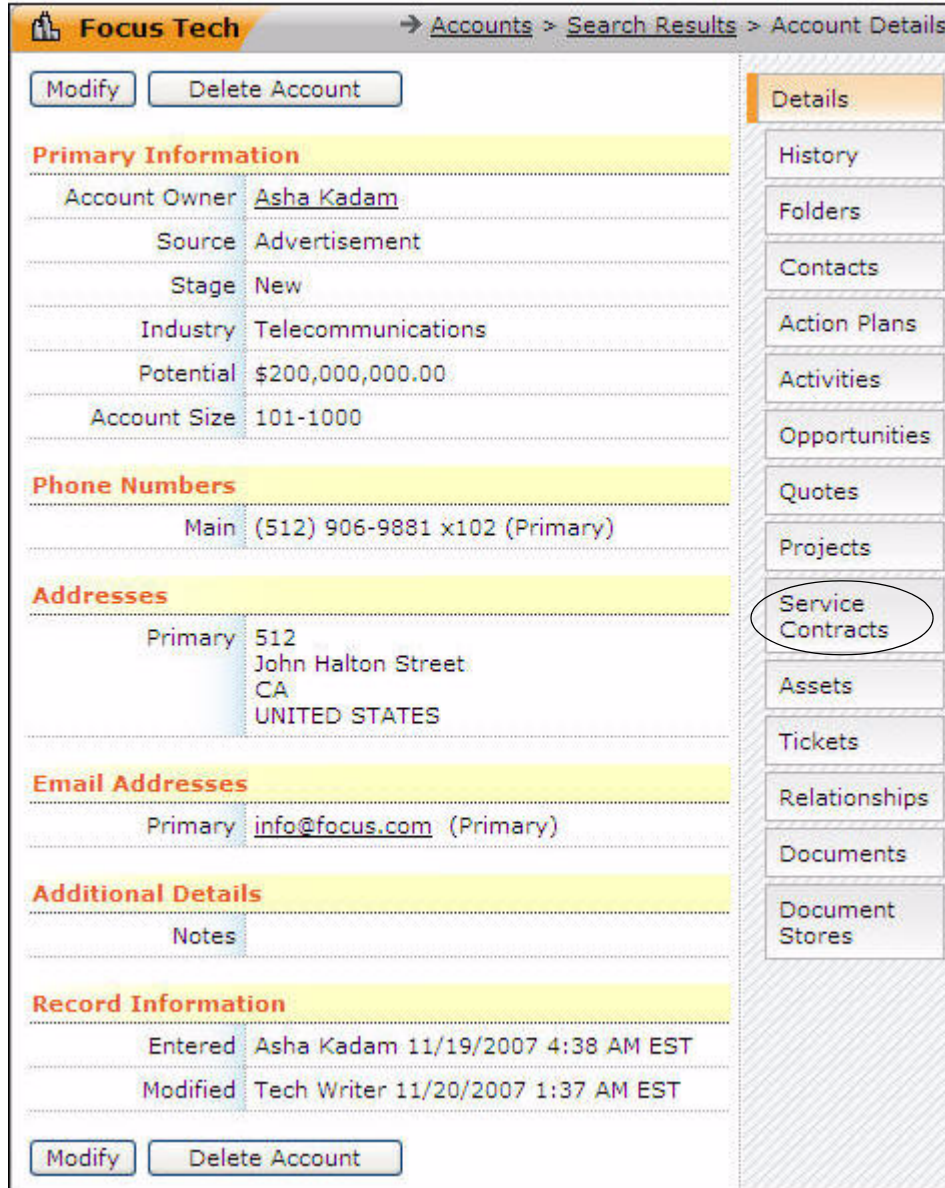 Focus Tech
Accounts > Search Results > Account Details
Modify Delete Account
Primary Information
Account Owner Asha Kadam
Source Advertisement
Stage New
Industry Telecommunications
Potential $200,000,000.00
Account Size 101-1000
Phone Numbers
Main (512) 906-9881 x102 (Primary)
Addresses
Primary 512
John Halton Street
CA
UNITED STATES
Email Addresses
Primary info@focus.com (Primary)
Additional Details
Notes
Record Information
Entered Asha Kadam 11/19/2007 4:38 AM EST
Modified Tech Writer 11/20/2007 1:37 AM EST
Modify Delete Account
Details
History
Folders
Contacts
Action Plans
Activities
Opportunities
Quotes
Projects
Service
Contracts
Assets
Tickets
Relationships
Documents
Document
Stores